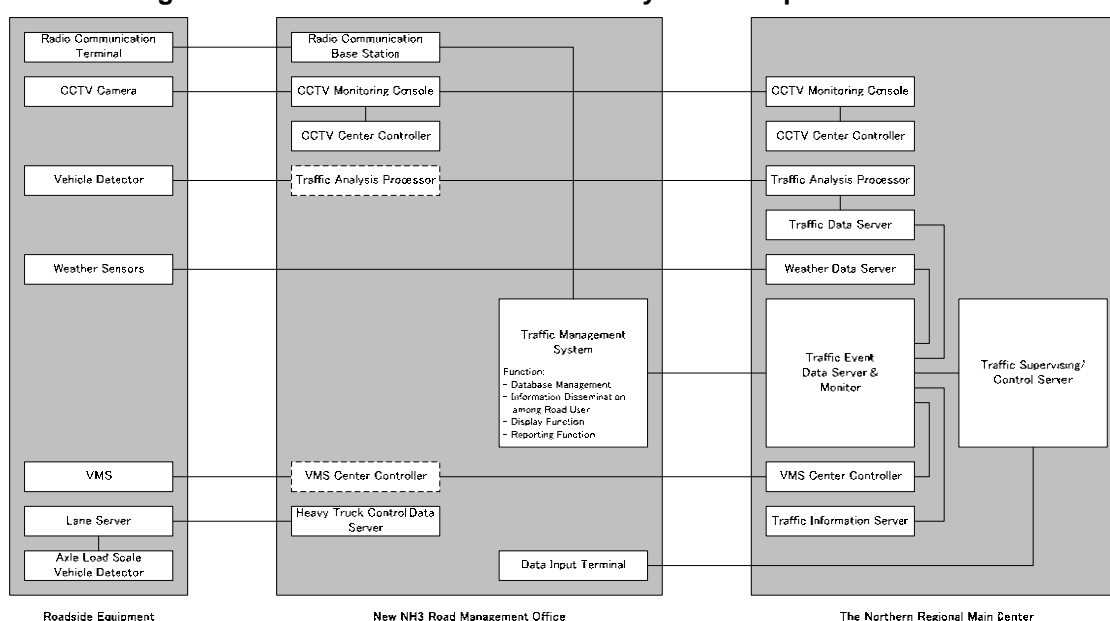 Radio Communication
Terminal
Radio Communication
Base Station
CCTV Camera
CCTV Monitoring Console
CCTV Monitoring Console
CCTV Center Controller
CCTV Center Controller
Vehicle Detector
Traffic Analysis Processor
Traffic Analysis Processor
Traffic Data Server
Weather Sensors
Weather Data Server
Traffic Management
System
Function:
- Database Management
- Information Dissemination
among Road User
- Display Function
- Reporting Function
Traffic Event
Data Server &
Monitor
Traffic Supervising/
Control Server
VMS
VMS Center Controller
VMS Center Controller
Lane Server
Heavy Truck Control Data
Server
Traffic Information Server
Axle Load Scale
Vehicle Detector
Data Input Terminal
Roadside Equipment
New NH3 Road Management Office
The Northern Regional Main Center